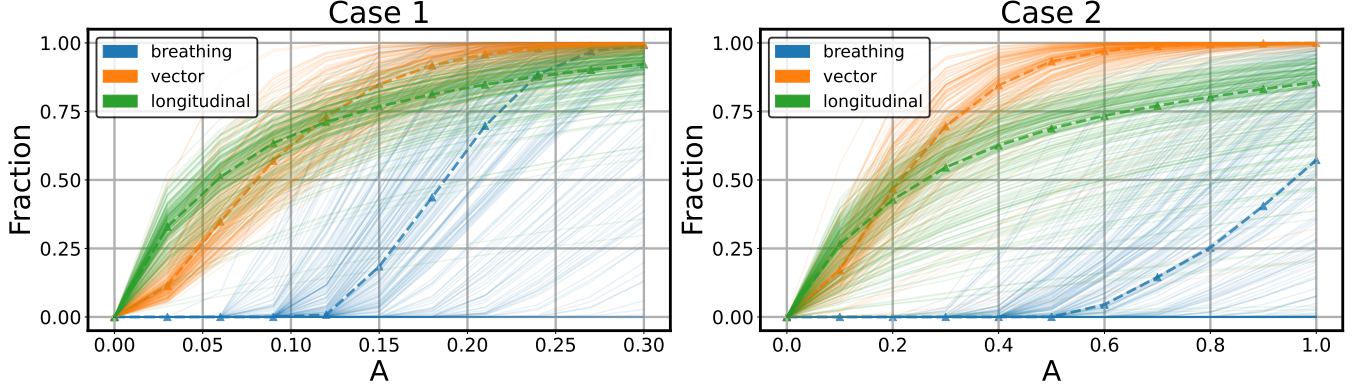 Case 1
breathing
vector
longitudinal
Fraction
1.00
0.75
0.50
0.25
0.00
0.00 0.05 0.10 0.15 0.20 0.25 0.30
A
Case 2
breathing
vector
longitudinal
Fraction
1.00
0.75
0.50
0.25
0.00
0.0 0.2 0.4 0.6 0.8 1.0
A